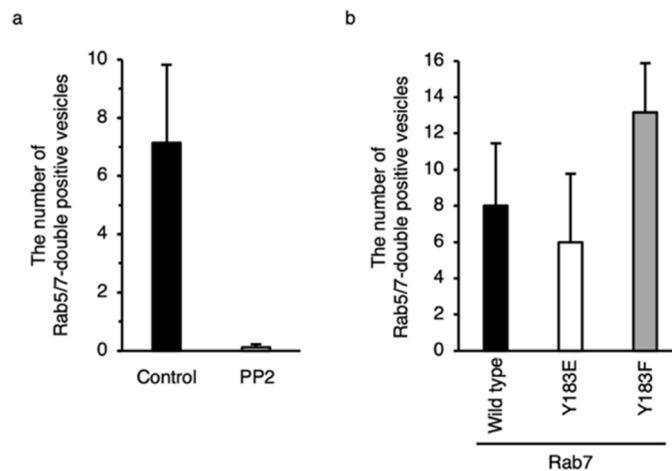 a
The number of
Rab5/7-double positive vesicles
10
8
6
4
2
0
Control
PP2
b
The number of
Rab5/7-double positive vesicles
16
14
12
10
8
6
4
2
0
Wild type
Y183E
Y183F
Rab7